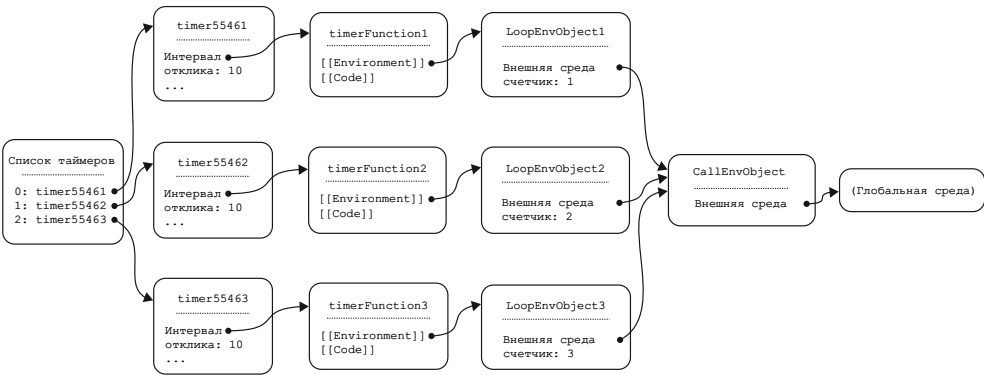 timer55461
Интервал
отклика: 10
...
timerFunction1
[[Environment]]
[[Code]]
LoopEnvObject1
Внешняя среда
счетчик: 1
Список таймеров
0: timer55461
1: timer55462
2: timer55463
timer55462
Интервал
отклика: 10
...
timerFunction2
[[Environment]]
[[Code]]
LoopEnvObject2
Внешняя среда
счетчик: 2
CallEnvObject
Внешняя среда
(Глобальная среда)
timer55463
Интервал
отклика: 10
...
timerFunction3
[[Environment]]
[[Code]]
LoopEnvObject3
Внешняя среда
счетчик: 3